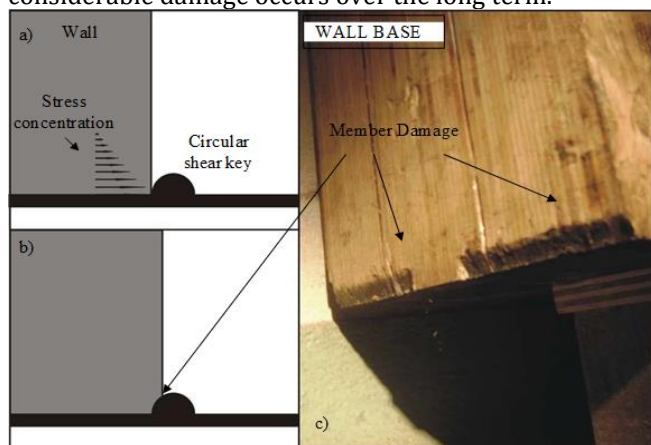 considerable damage occurs over the long term.
a)
Wall
Stress
concentration
Circular
shear key
b)
WALL BASE
Member Damage
c)